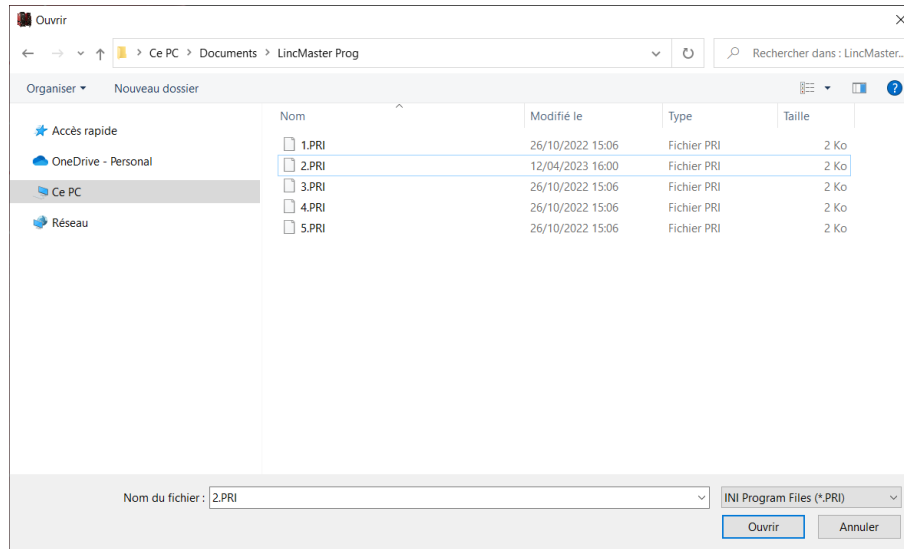 Ouvrir
Ce PC > Documents > LincMaster Prog
Rechercher dans : LincMaster...
Organiser
Nouveau dossier
Nom Modifié le Type Taille
Accès rapide
OneDrive - Personal
Ce PC
Réseau
1.PRI 26/10/2022 15:06 Fichier PRI 2 Ko
2.PRI 12/04/2023 16:00 Fichier PRI 2 Ko
3.PRI 26/10/2022 15:06 Fichier PRI 2 Ko
4.PRI 26/10/2022 15:06 Fichier PRI 2 Ko
5.PRI 26/10/2022 15:06 Fichier PRI 2 Ko
Nom du fichier : 2.PRI
INI Program Files (*.PRI)
Ouvrir
Annuler